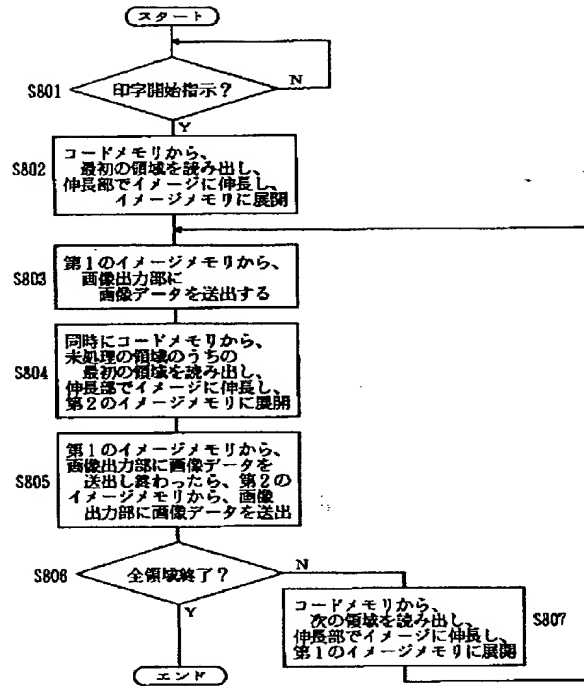 スタート
N
S801
印字開始指示？
Y
コードメモリから、
S802
最初の領域を読み出し、
伸長部でイメージに伸長し、
イメージメモリに展開
第1のイメージメモリから、
S803
画像出力部に
画像データを送出する
同時にコードメモリから、
未処理の領域のうちの
S804
最初の領域を読み出し、
伸長部でイメージに伸長し、
第2のイメージメモリに展開
第1のイメージメモリから、
画像出力部に画像データを
S805
送出し終わったら、第2の
イメージメモリから、画像
出力部に画像データを送出
S806
全領域終了？
N
Y
コードメモリから、
次の領域を読み出し、
S807
伸長部でイメージに伸長し、
第1のイメージメモリに展開
エンド